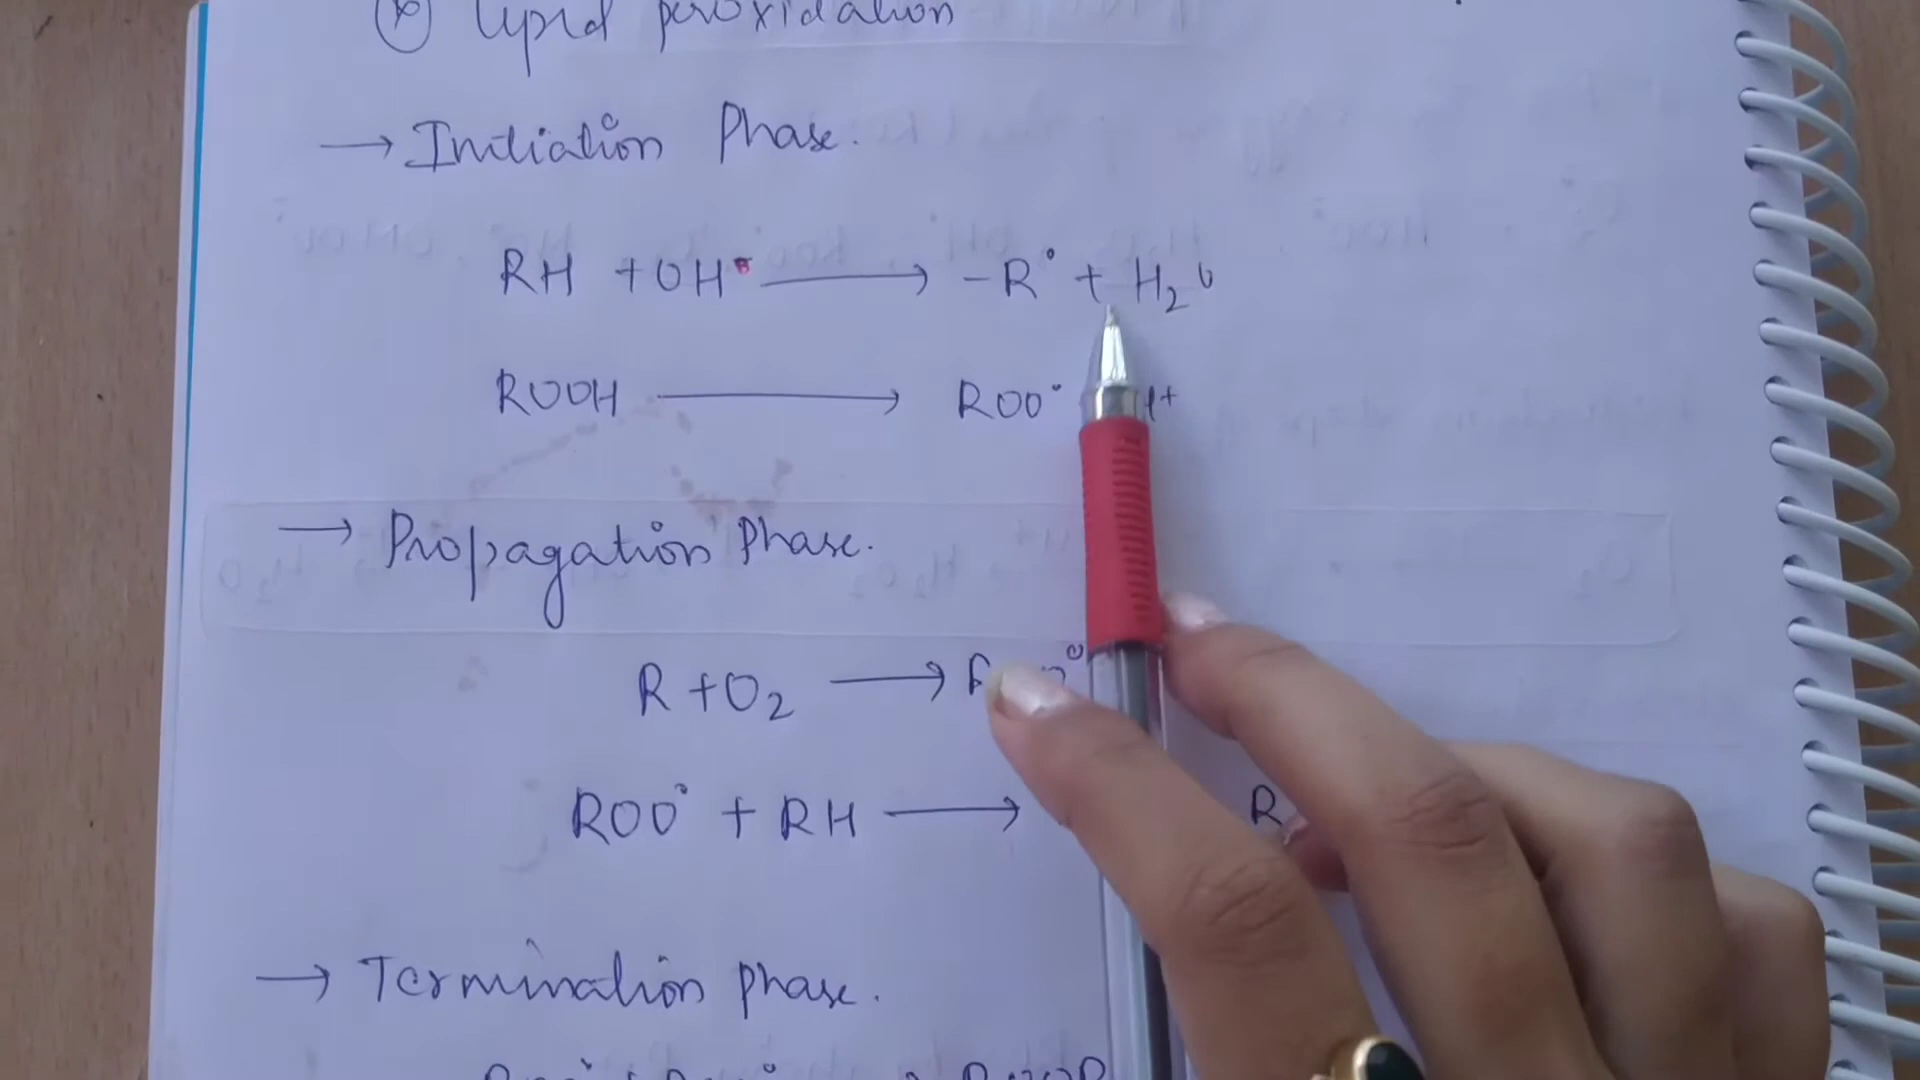 lipid peroxidation
→ Initiation Phase.
RH + OH• → -R° + H₂O
ROOH → ROO° H+
→ Propagation Phase.
R + O₂ →
ROO° + RH → R
→ Termination phase.